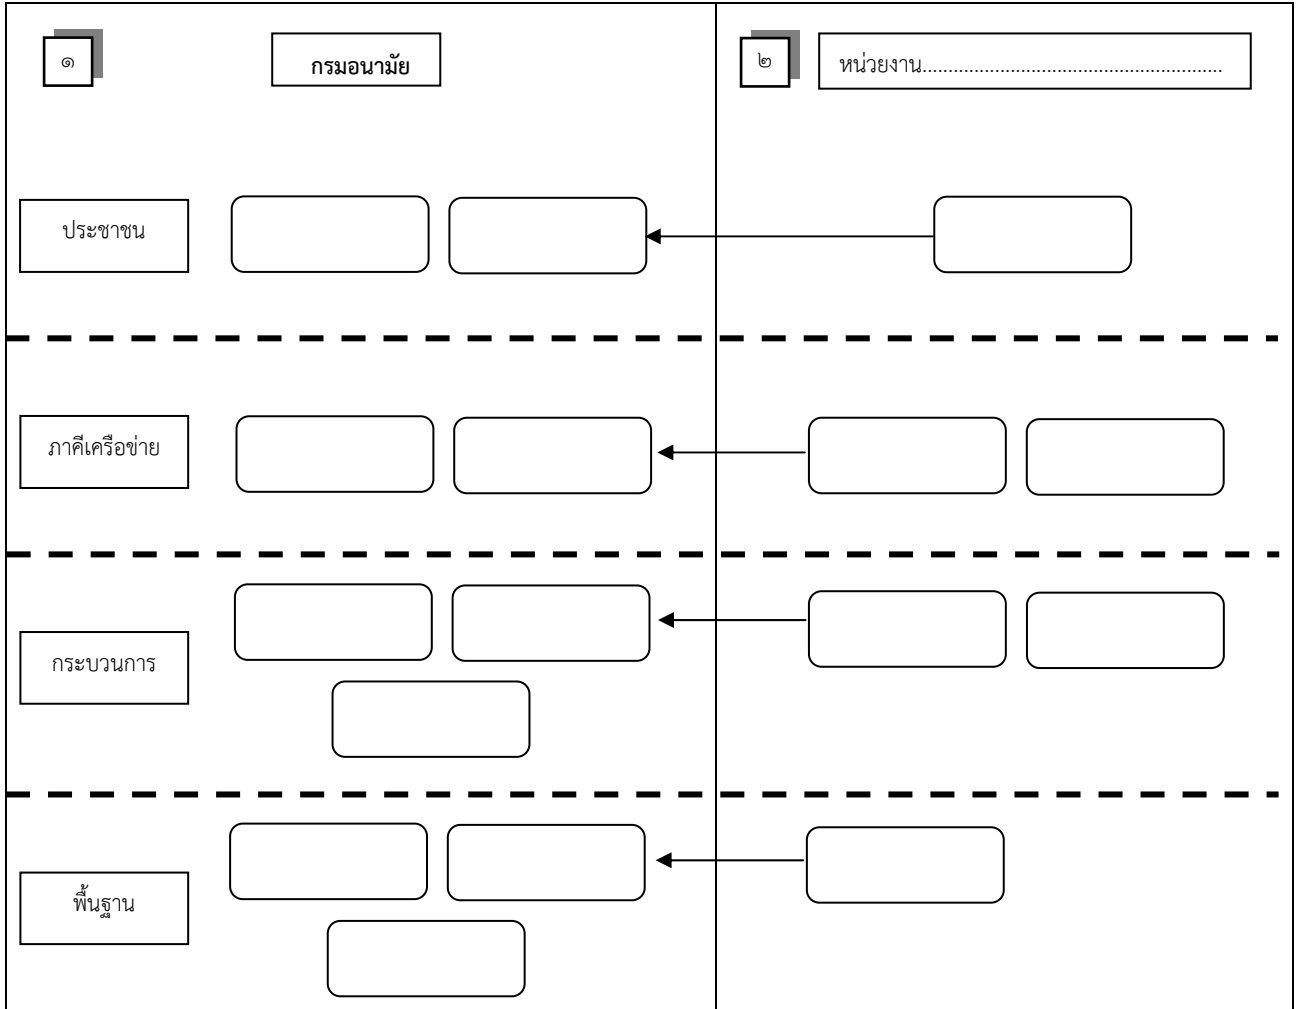 ๑
กรมอนามัย
๒
หน่วยงาน..........................................................
ประชาชน
ภาคีเครือข่าย
กระบวนการ
พื้นฐาน